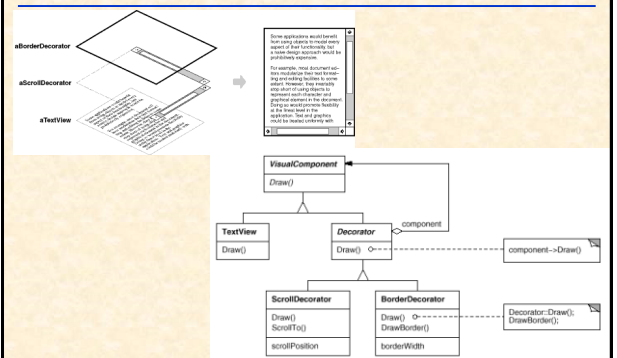 aBorderDecorator
aScrollDecorator
aTextView
Some applications would benefit
from using objects to model every
aspect of their functionality, but
a naive design approach would be
prohibitively expensive.
For example, most document edi-
tors modularize their text format-
ting and editing facilities to some
extent. However, they invariably
stop short of using objects to
represent each character and
graphical element in the document.
Doing so would promote flexibility
at the finest level in the
application. Text and graphics
could be treated uniformly with
VisualComponent
Draw()
component
TextView
Draw()
Decorator
Draw()
component->Draw()
ScrollDecorator
Draw()
ScrollTo()
scrollPosition
BorderDecorator
Draw()
DrawBorder()
borderWidth
Decorator::Draw();
DrawBorder();